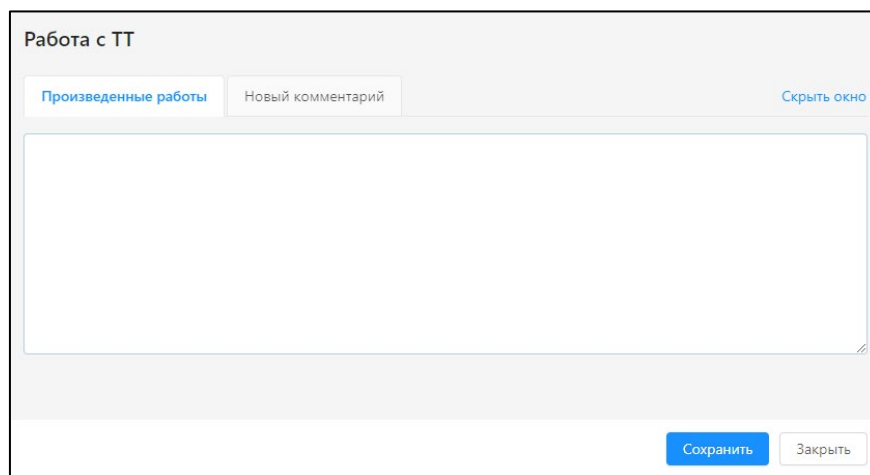 Работа с ТТ
Произведенные работы Новый комментарий Скрыть окно
Сохранить Закрыть